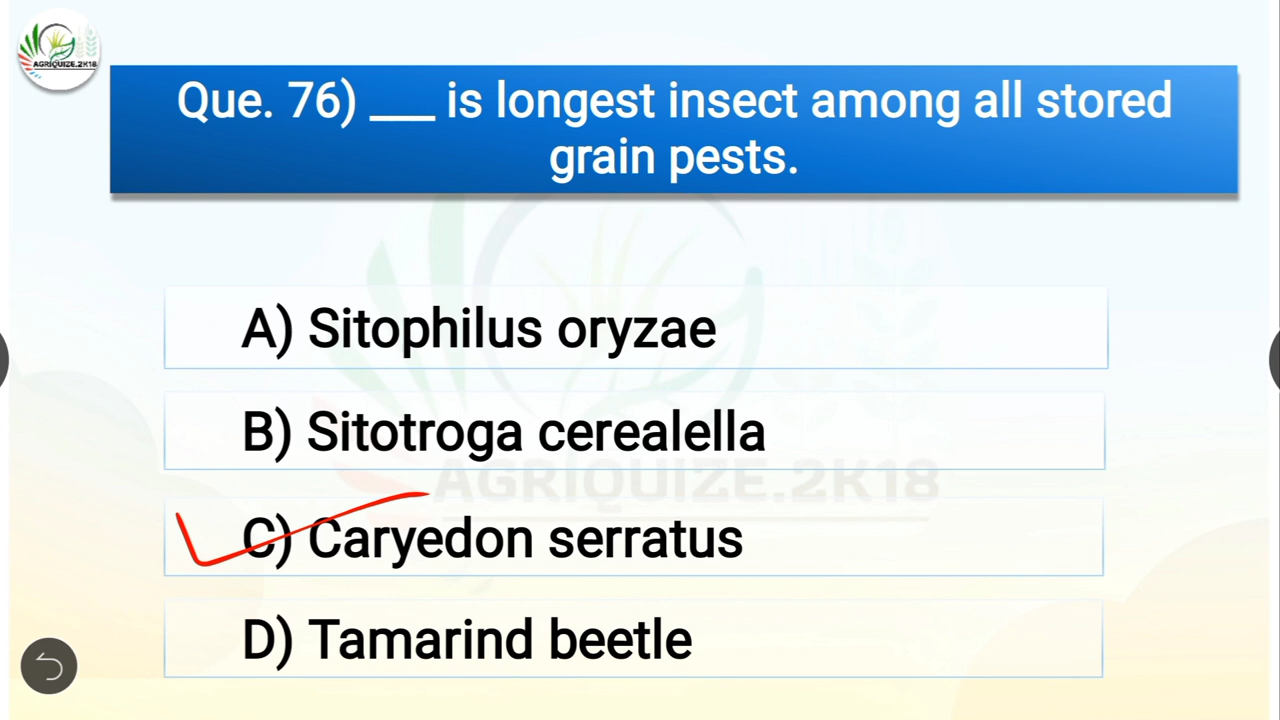 AGRIQUIZE.2K18
Que. 76) ___ is longest insect among all stored
grain pests.
A) Sitophilus oryzae
B) Sitotroga cerealella
AGRIQUIZE.2K18
C) Caryedon serratus
D) Tamarind beetle